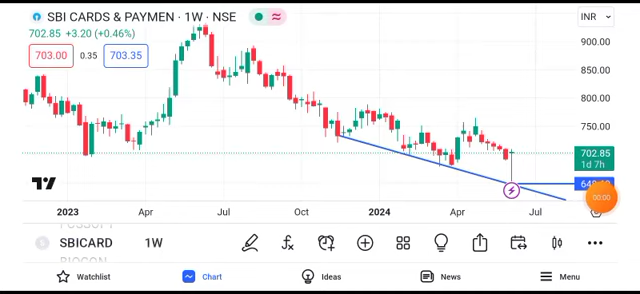 SBI CARDS & PAYMEN · 1W · NSE
INR
702.85 +3.20 (+0.46%)
703.00 0.35 703.35
900.00
850.00
800.00
750.00
702.85
1d 7h
00:00
2023 Apr Jul Oct 2024 Apr Jul
SBICARD 1W
Watchlist Chart Ideas News Menu